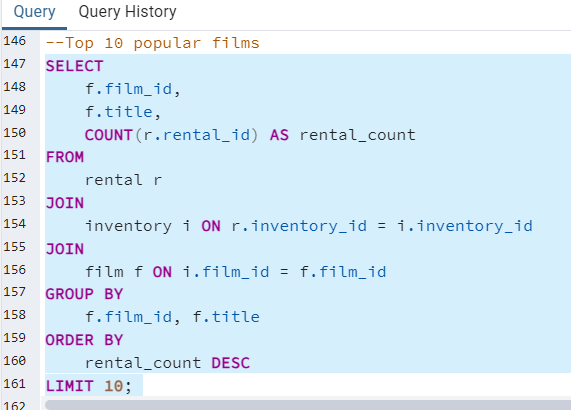 Query Query History
146 --Top 10 popular films
147 SELECT
148 f.film_id,
149 f.title,
150 COUNT(r.rental_id) AS rental_count
151 FROM
152 rental r
153 JOIN
154 inventory i ON r.inventory_id = i.inventory_id
155 JOIN
156 film f ON i.film_id = f.film_id
157 GROUP BY
158 f.film_id, f.title
159 ORDER BY
160 rental_count DESC
161 LIMIT 10;
162